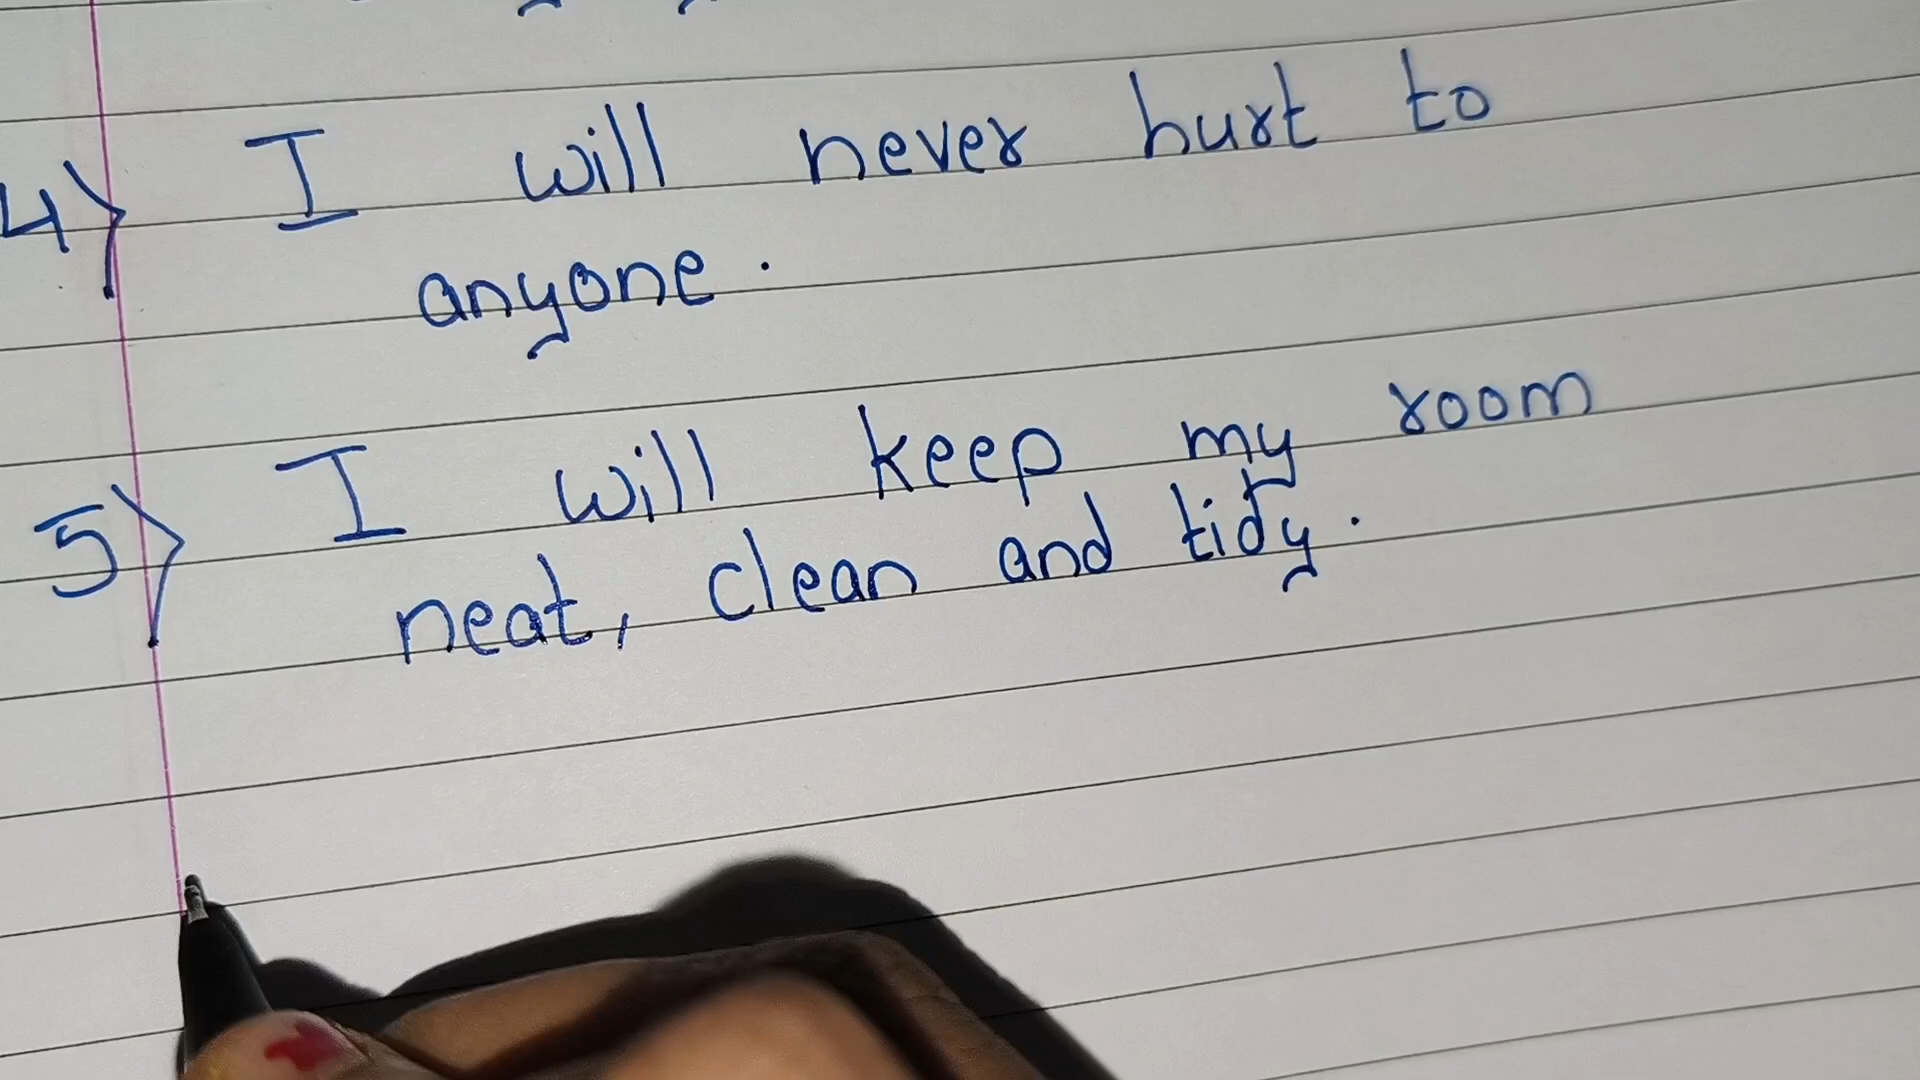 4) I will never hurt to
anyone.
5) I will keep my room
neat, clean and tidy.